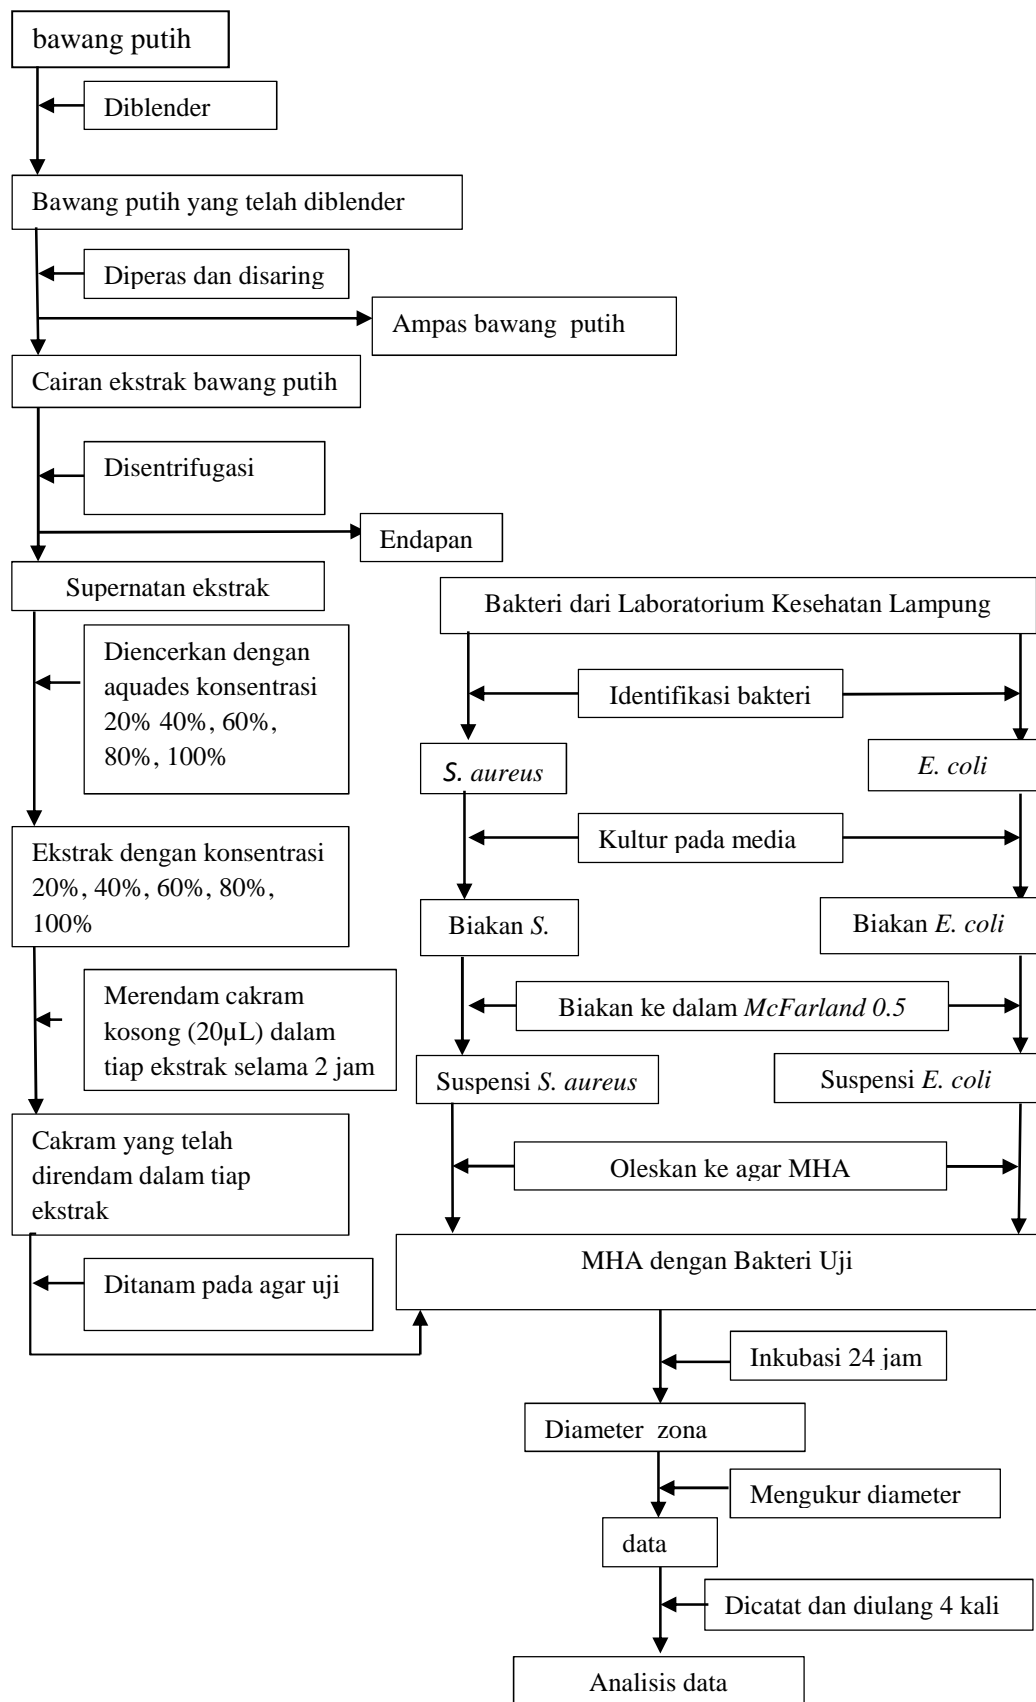 bawang putih
Diblender
Bawang putih yang telah diblender
Diperas dan disaring
Ampas bawang putih
Cairan ekstrak bawang putih
Disentrifugasi
Endapan
Supernatan ekstrak
Diencerkan dengan
aquades konsentrasi
20% 40%, 60%,
80%, 100%
Ekstrak dengan konsentrasi
20%, 40%, 60%, 80%,
100%
Merendam cakram
kosong (20µL) dalam
tiap ekstrak selama 2 jam
Cakram yang telah
direndam dalam tiap
ekstrak
Ditanam pada agar uji
Bakteri dari Laboratorium Kesehatan Lampung
Identifikasi bakteri
S. aureus
E. coli
Kultur pada media
Biakan S.
Biakan E. coli
Biakan ke dalam McFarland 0.5
Suspensi S. aureus
Suspensi E. coli
Oleskan ke agar MHA
MHA dengan Bakteri Uji
Inkubasi 24 jam
Diameter zona
Mengukur diameter
data
Dicatat dan diulang 4 kali
Analisis data